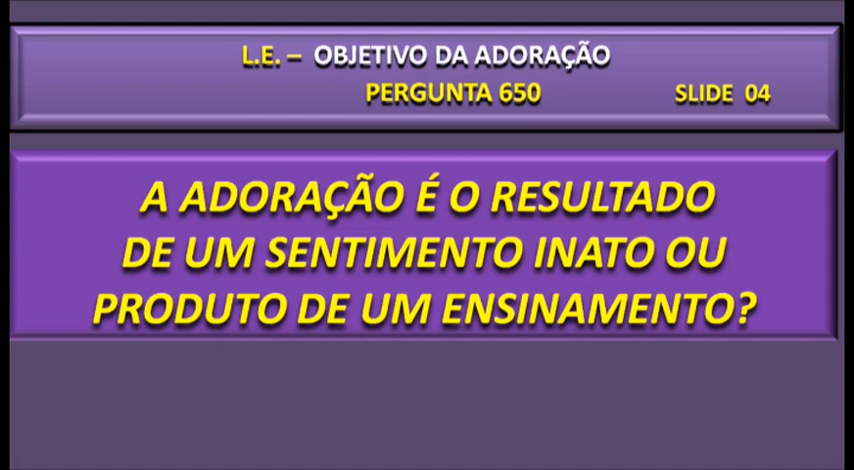 L.E. – OBJETIVO DA ADORAÇÃO
PERGUNTA 650 SLIDE 04
A ADORAÇÃO É O RESULTADO
DE UM SENTIMENTO INATO OU
PRODUTO DE UM ENSINAMENTO?